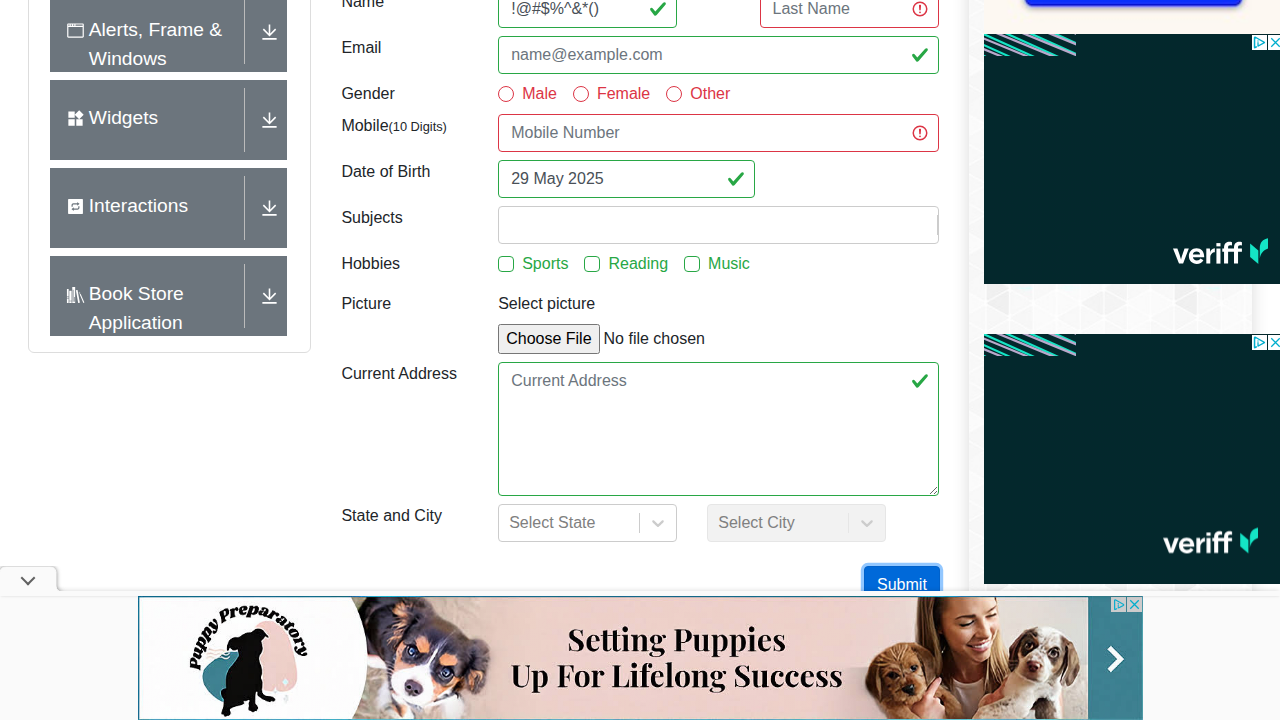 Name
!@#$%^&*()
Last Name
Alerts, Frame &
Windows
Email
name@example.com
Gender
Male
Female
Other
Widgets
Mobile(10 Digits)
Mobile Number
Date of Birth
29 May 2025
Interactions
Subjects
Hobbies
Sports
Reading
Music
Book Store
Application
Picture
Select picture
Choose File No file chosen
Current Address
Current Address
State and City
Select State
Select City
Submit
veriff
veriff
Puppy Preparatory
Setting Puppies
Up For Lifelong Success